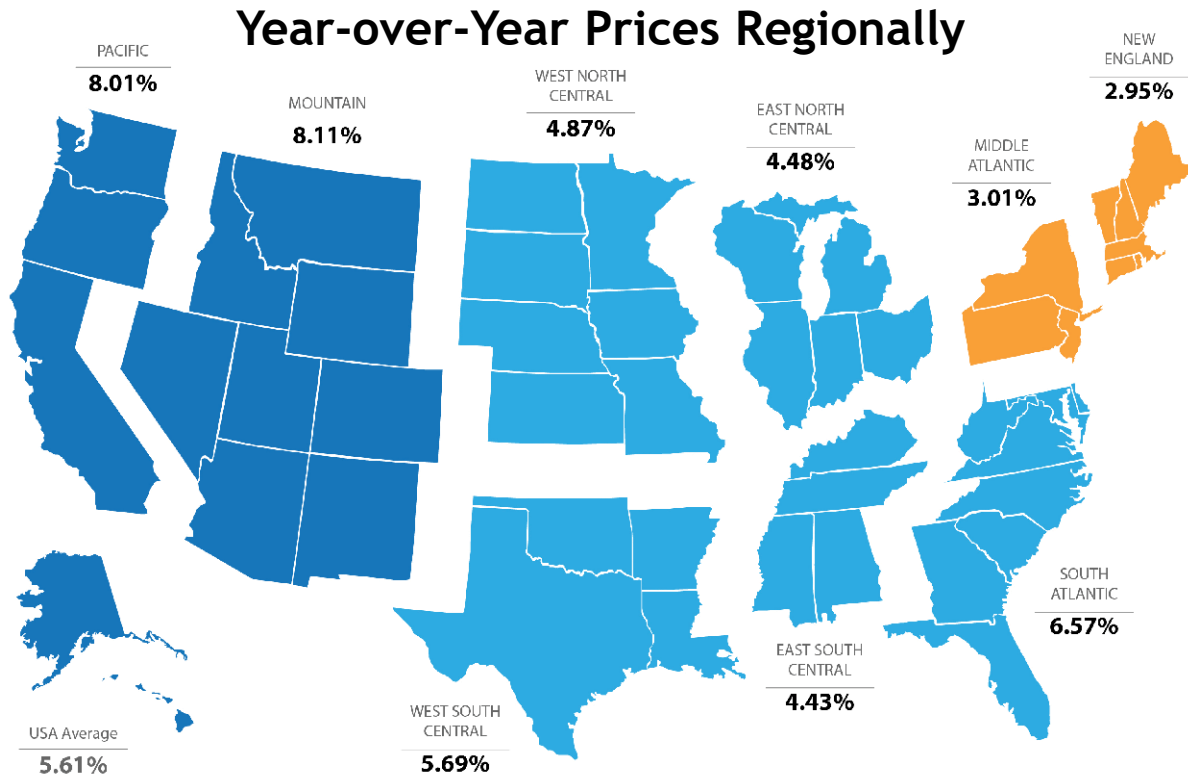 Year-over-Year Prices Regionally
PACIFIC
8.01%
MOUNTAIN
8.11%
WEST NORTH
CENTRAL
4.87%
EAST NORTH
CENTRAL
4.48%
MIDDLE
ATLANTIC
3.01%
NEW
ENGLAND
2.95%
SOUTH
ATLANTIC
6.57%
EAST SOUTH
CENTRAL
4.43%
WEST SOUTH
CENTRAL
5.69%
USA Average
5.61%